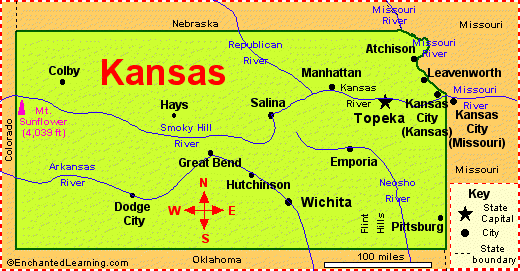 Nebraska
Missouri
River
Missouri
Republican
River
Atchison
Missouri
River
Colby
Kansas
Manhattan
Leavenworth
Mt.
Sunflower
(4,039 ft)
Hays
Salina
Kansas
River
Topeka
Kansas
City
(Kansas)
Missouri
River
Kansas
City
(Missouri)
Colorado
Smoky Hill
River
Great Bend
Emporia
Missouri
Arkansas
River
Hutchinson
Neosho
River
Dodge
City
N
W
E
S
Wichita
Flint
Hills
Pittsburg
Key
State
Capital
City
State
boundary
©EnchantedLearning.com
Oklahoma
100 miles